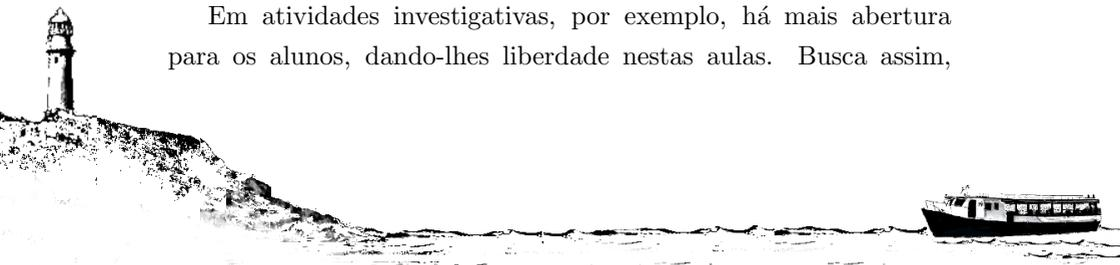 Em atividades investigativas, por exemplo, há mais abertura
para os alunos, dando-lhes liberdade nestas aulas. Busca assim,